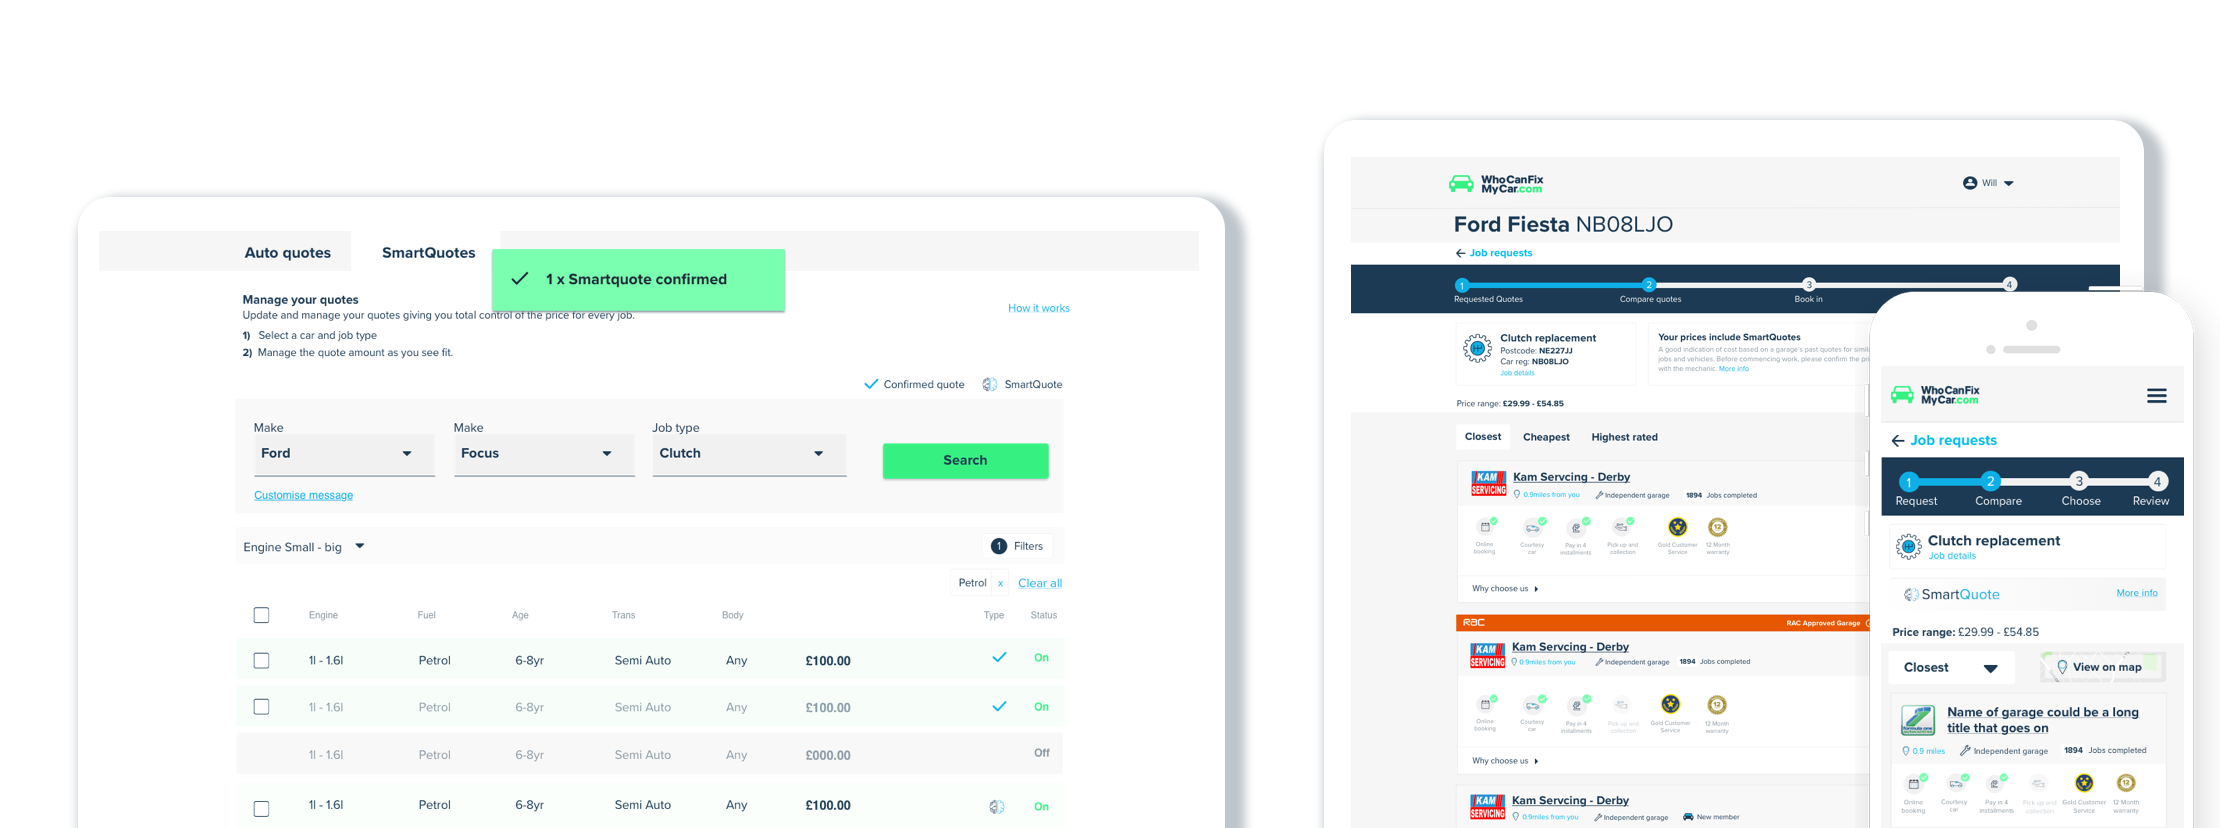 Auto quotes
SmartQuotes
1 x Smartquote confirmed
Manage your quotes
Update and manage your quotes giving you total control of the price for every job.
How it works
1) Select a car and job type
2) Manage the quote amount as you see fit.
Confirmed quote
SmartQuote
Make
Make
Job type
Ford
Focus
Clutch
Search
Customise message
Engine Small - big
1 Filters
Petrol x
Clear all
Engine Fuel Age Trans Body Type Status
1l - 1.6l Petrol 6-8yr Semi Auto Any £100.00 On
1l - 1.6l Petrol 6-8yr Semi Auto Any £100.00 On
1l - 1.6l Petrol 6-8yr Semi Auto Any £000.00 Off
1l - 1.6l Petrol 6-8yr Semi Auto Any £100.00 On
WhoCanFix
MyCar.com
Will
Ford Fiesta NB08LJO
Job requests
1 2 3 4
Requested Quotes Compare quotes Book in
Clutch replacement
Postcode: NE227JJ
Car reg: NB08LJO
Job details
Your prices include SmartQuotes
A good indication of cost based on a garage's past quotes for simil
jobs and vehicles. Before commencing work, please confirm the pri
with the mechanic. More info
Price range: £29.99 - £54.85
Closest Cheapest Highest rated
KAM
SERVICING
Kam Servcing - Derby
0.9miles from you Independent garage 1894 Jobs completed
12
Online
booking
Courtesy
car
Pay in 4
installments
Pick up and
collection
Gold Customer
Service
12 Month
warranty
Why choose us
RAC
RAC Approved Garage
KAM
SERVICING
Kam Servcing - Derby
0.9miles from you Independent garage 1894 Jobs completed
12
Online
booking
Courtesy
car
Pay in 4
installments
Pick up and
collection
Gold Customer
Service
12 Month
warranty
Why choose us
KAM
SERVICING
Kam Servcing - Derby
0.9miles from you Independent garage New member
WhoCanFix
MyCar.com
Job requests
1 2 3 4
Request Compare Choose Review
Clutch replacement
Job details
SmartQuote
More info
Price range: £29.99 - £54.85
Closest
View on map
formula one
Name of garage could be a long
title that goes on
0.9 miles Independent garage 1894 Jobs completed
12
Online
booking
Courtesy
car
Pay in 4
installments
Pick up and
collection
Gold Customer
Service
12 Month
warranty